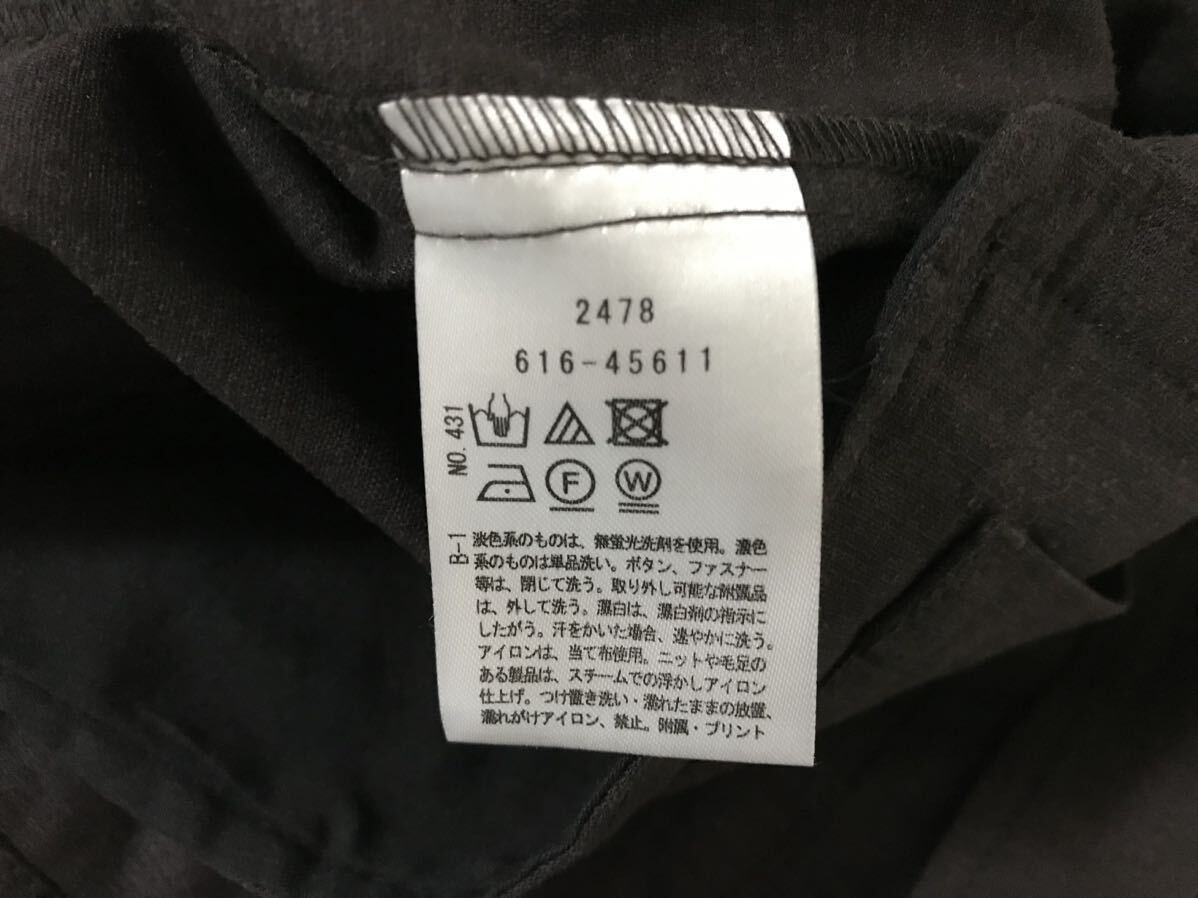 2478
616-45611
NO. 431
F
W
B-1
淡色系のものは、無蛍光洗剤を使用。濃色
系のものは単品洗い。ボタン、ファスナー
等は、閉じて洗う。取り外し可能な附属品
は、外して洗う。漂白は、漂白剤の指示に
したがう。汗をかいた場合、速やかに洗う。
アイロンは、当て布使用。ニットや毛足の
ある製品は、スチームでの浮かしアイロン
仕上げ。つけ置き洗い・濡れたままの放置、
濡れがけアイロン、禁止。附属・プリント